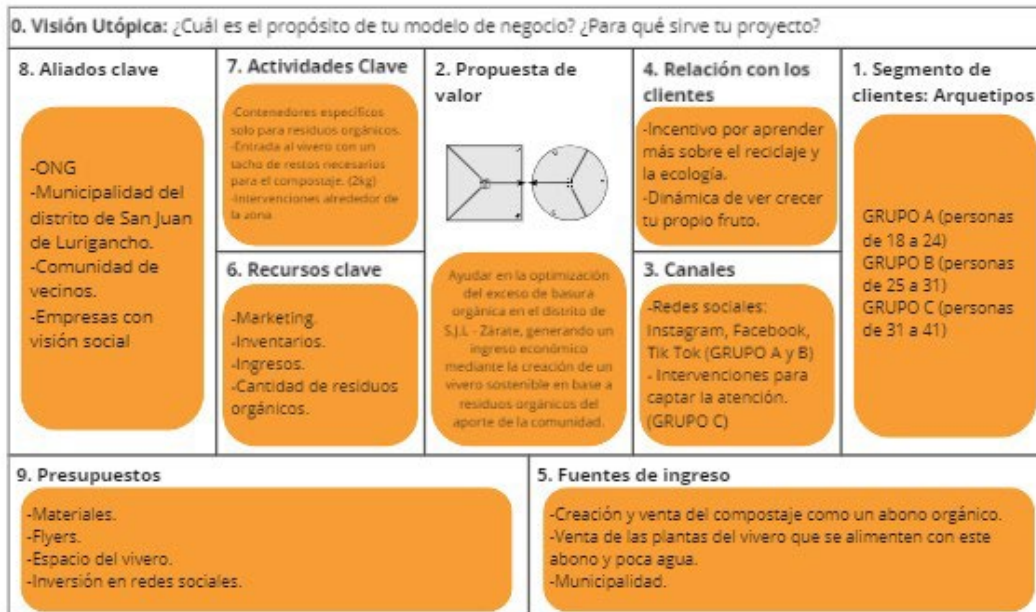 0. Visión Utópica: ¿Cuál es el propósito de tu modelo de negocio? ¿Para qué sirve tu proyecto?
8. Aliados clave
-ONG
-Municipalidad del
distrito de San Juan
de Lurigancho.
-Comunidad de
vecinos.
-Empresas con
visión social
7. Actividades Clave
-Contenedores específicos
solo para residuos orgánicos.
-Entrada al vivero con un
tacho de restos necesarios
para el compostaje. (2kg)
-Intervenciones alrededor de
la zona
6. Recursos clave
-Marketing.
-Inventarios.
-Ingresos.
-Cantidad de residuos
orgánicos.
2. Propuesta de
valor
Ayudar en la optimización
del exceso de basura
orgánica en el distrito de
S.J.L - Zárate, generando un
ingreso económico
mediante la creación de un
vivero sostenible en base a
residuos orgánicos del
aporte de la comunidad.
4. Relación con los
clientes
-Incentivo por aprender
más sobre el reciclaje y
la ecología.
-Dinámica de ver crecer
tu propio fruto.
3. Canales
-Redes sociales:
Instagram, Facebook,
Tik Tok (GRUPO A y B)
- Intervenciones para
captar la atención.
(GRUPO C)
1. Segmento de
clientes: Arquetipos
GRUPO A (personas
de 18 a 24)
GRUPO B (personas
de 25 a 31)
GRUPO C (personas
de 31 a 41)
9. Presupuestos
-Materiales.
-Flyers.
-Espacio del vivero.
-Inversión en redes sociales.
5. Fuentes de ingreso
-Creación y venta del compostaje como un abono orgánico.
-Venta de las plantas del vivero que se alimenten con este
abono y poca agua.
-Municipalidad.